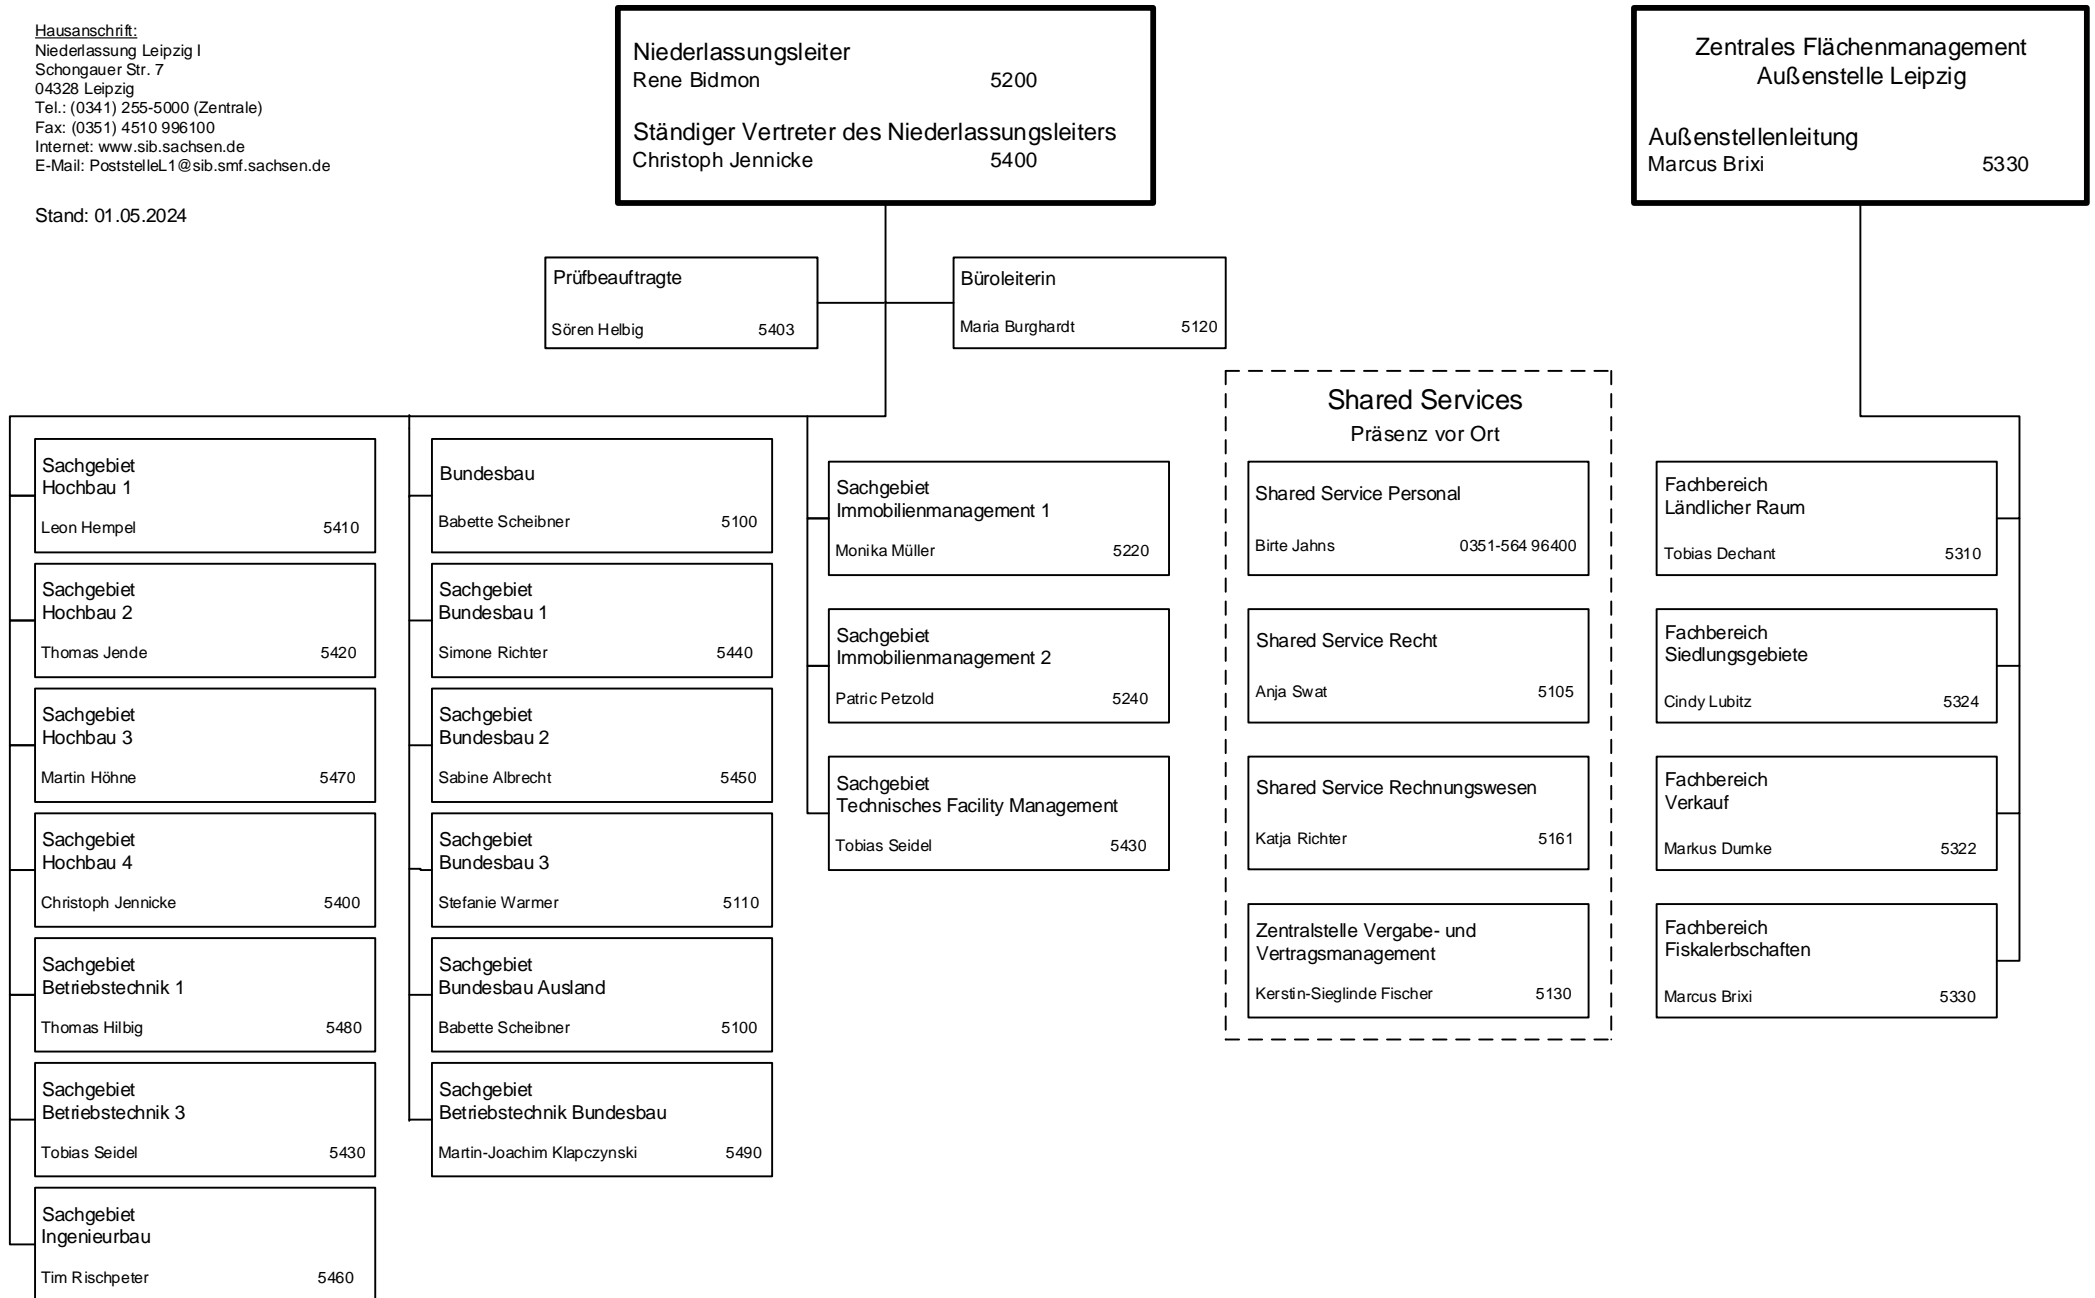 Hausanschrift:
Niederlassung Leipzig I
Schongauer Str. 7
04328 Leipzig
Tel.: (0341) 255-5000 (Zentrale)
Fax: (0351) 4510 996100
Internet: www.sib.sachsen.de
E-Mail: PoststelleL1@sib.smf.sachsen.de
Stand: 01.05.2024
Niederlassungsleiter
Rene Bidmon 5200
Ständiger Vertreter des Niederlassungsleiters
Christoph Jennicke 5400
Zentrales Flächenmanagement
Außenstelle Leipzig
Außenstellenleitung
Marcus Brixi 5330
Prüfbeauftragte
Sören Helbig 5403
Büroleiterin
Maria Burghardt 5120
Sachgebiet
Hochbau 1
Leon Hempel 5410
Sachgebiet
Hochbau 2
Thomas Jende 5420
Sachgebiet
Hochbau 3
Martin Höhne 5470
Sachgebiet
Hochbau 4
Christoph Jennicke 5400
Sachgebiet
Betriebstechnik 1
Thomas Hilbig 5480
Sachgebiet
Betriebstechnik 3
Tobias Seidel 5430
Sachgebiet
Ingenieurbau
Tim Rischpeter 5460
Bundesbau
Babette Scheibner 5100
Sachgebiet
Bundesbau 1
Simone Richter 5440
Sachgebiet
Bundesbau 2
Sabine Albrecht 5450
Sachgebiet
Bundesbau 3
Stefanie Warmer 5110
Sachgebiet
Bundesbau Ausland
Babette Scheibner 5100
Sachgebiet
Betriebstechnik Bundesbau
Martin-Joachim Klapczynski 5490
Sachgebiet
Immobilienmanagement 1
Monika Müller 5220
Sachgebiet
Immobilienmanagement 2
Patric Petzold 5240
Sachgebiet
Technisches Facility Management
Tobias Seidel 5430
Shared Services
Präsenz vor Ort
Shared Service Personal
Birte Jahns 0351-564 96400
Shared Service Recht
Anja Swat 5105
Shared Service Rechnungswesen
Katja Richter 5161
Zentralstelle Vergabe- und
Vertragsmanagement
Kerstin-Sieglinde Fischer 5130
Fachbereich
Ländlicher Raum
Tobias Dechant 5310
Fachbereich
Siedlungsgebiete
Cindy Lubitz 5324
Fachbereich
Verkauf
Markus Dumke 5322
Fachbereich
Fiskalerbschaften
Marcus Brixi 5330